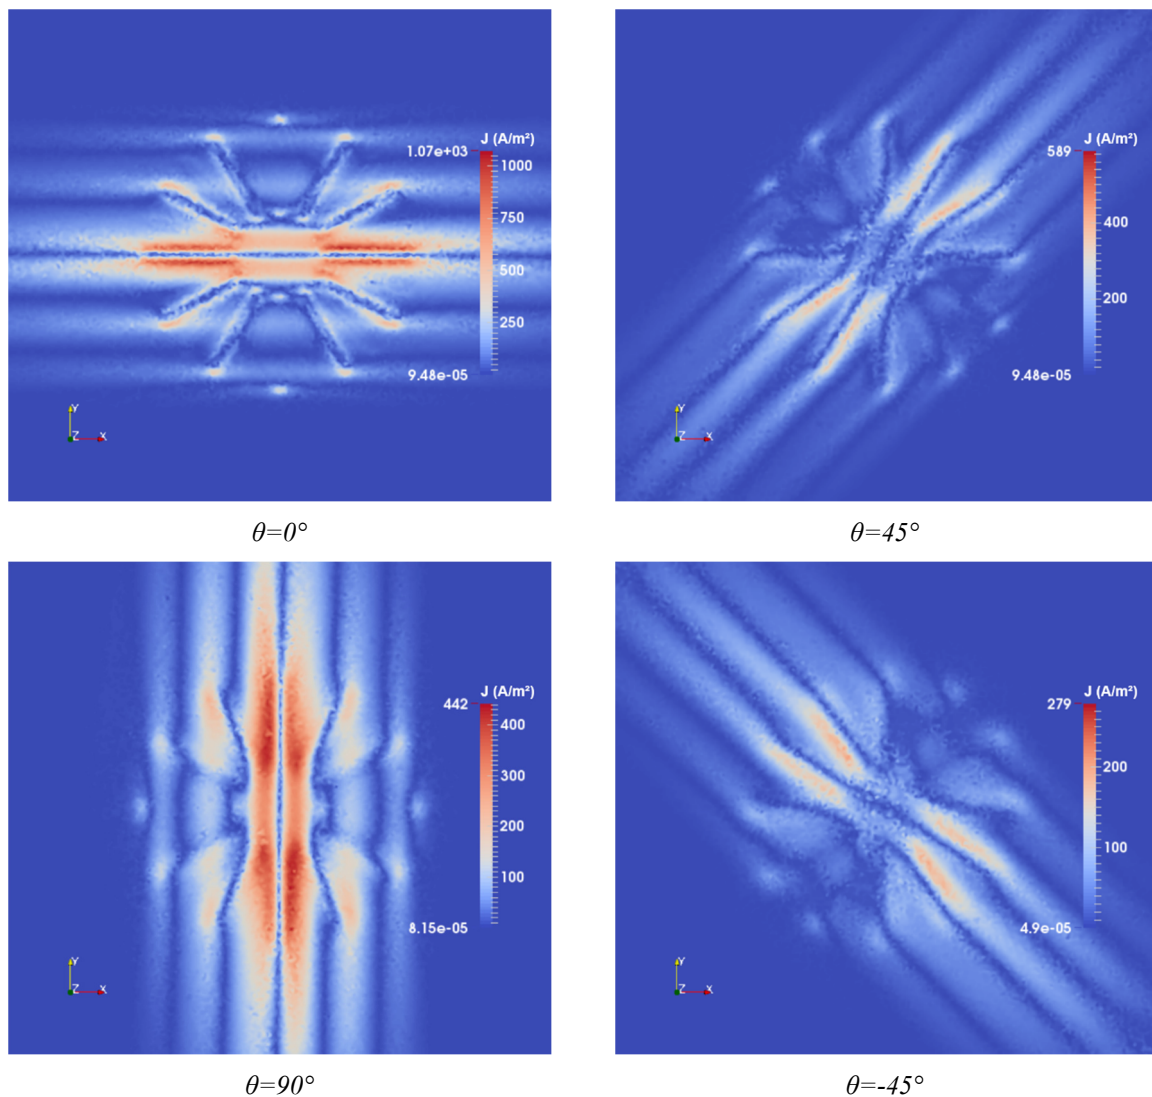 J (A/m²)
1.07e+03
1000
750
500
250
9.48e-05
Y
Z
X
θ=0°
J (A/m²)
589
400
200
9.48e-05
Y
Z
X
θ=45°
J (A/m²)
442
400
300
200
100
8.15e-05
Y
Z
X
θ=90°
J (A/m²)
279
200
100
4.9e-05
Y
Z
X
θ=-45°